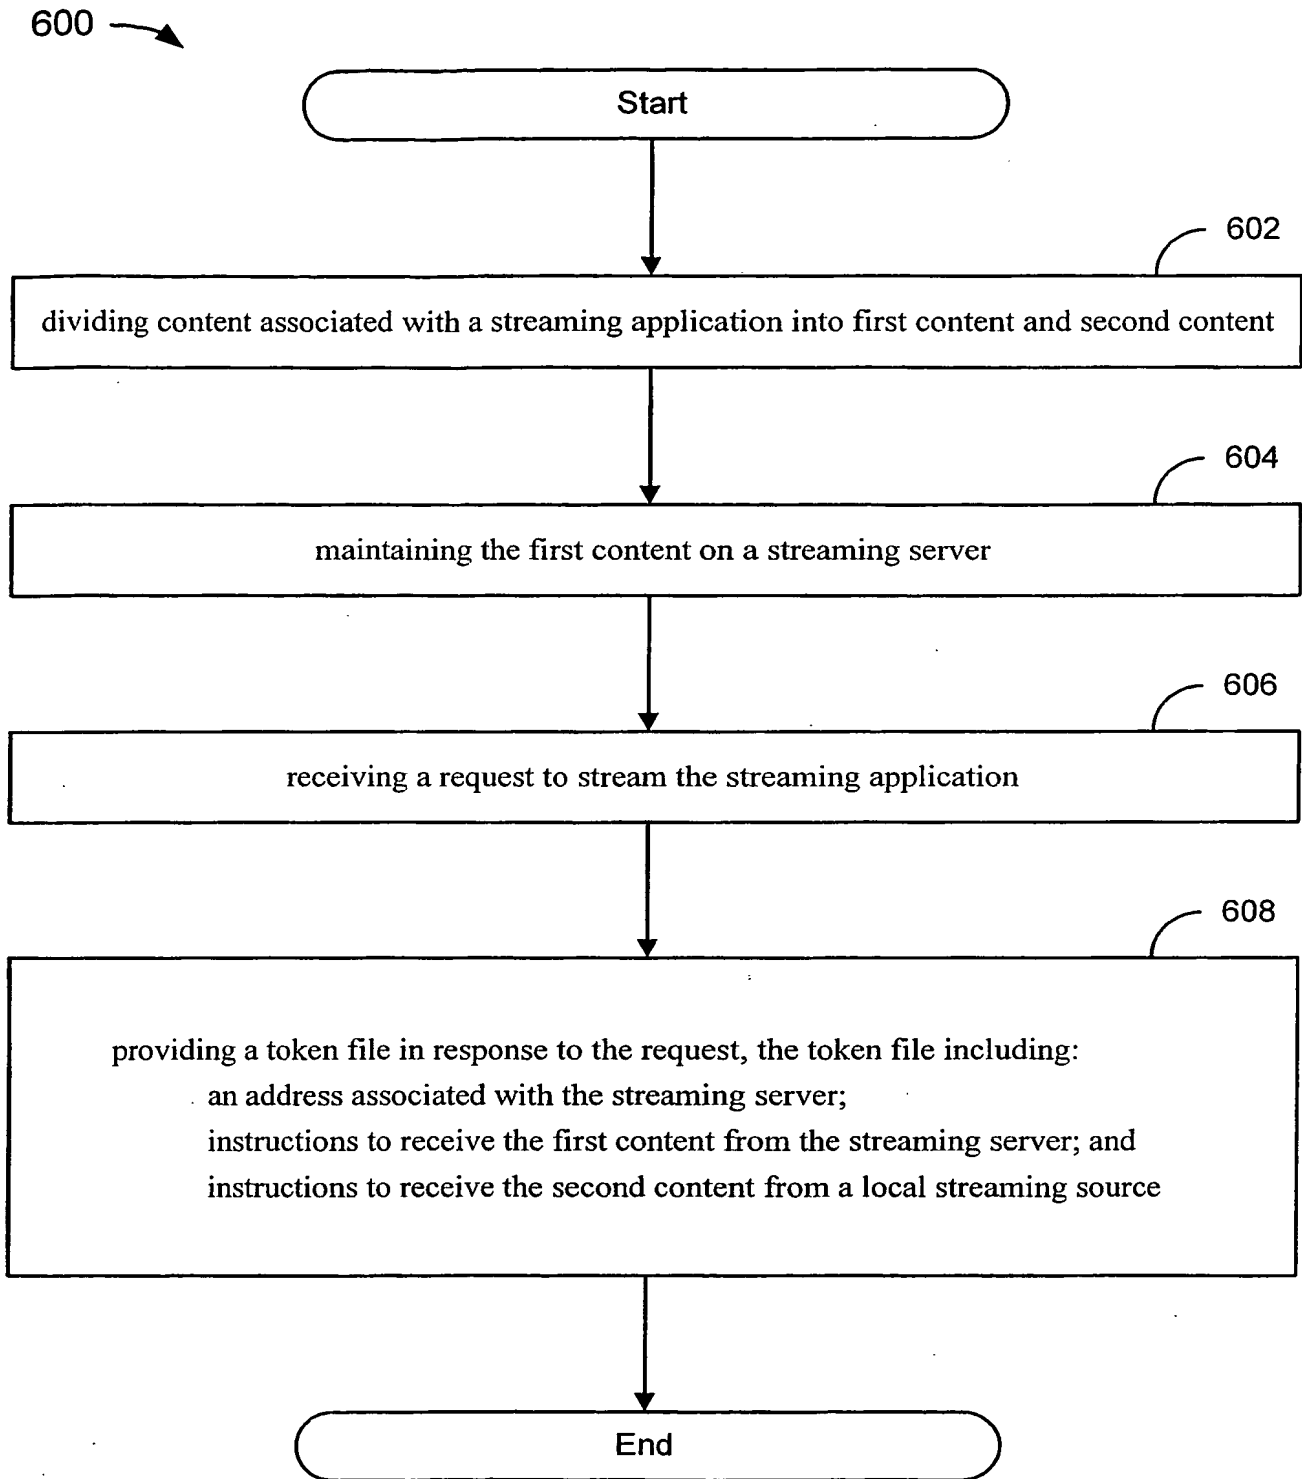 600
Start
602
dividing content associated with a streaming application into first content and second content
604
maintaining the first content on a streaming server
606
receiving a request to stream the streaming application
608
providing a token file in response to the request, the token file including:
an address associated with the streaming server;
instructions to receive the first content from the streaming server; and
instructions to receive the second content from a local streaming source
End